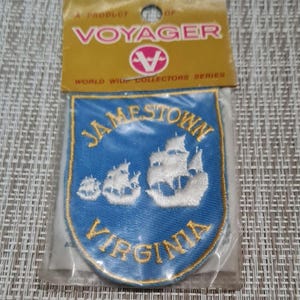 A PRODUCT OF
VOYAGER
V
WORLD WIDE COLLECTORS SERIES
JAMESTOWN
VIRGINIA